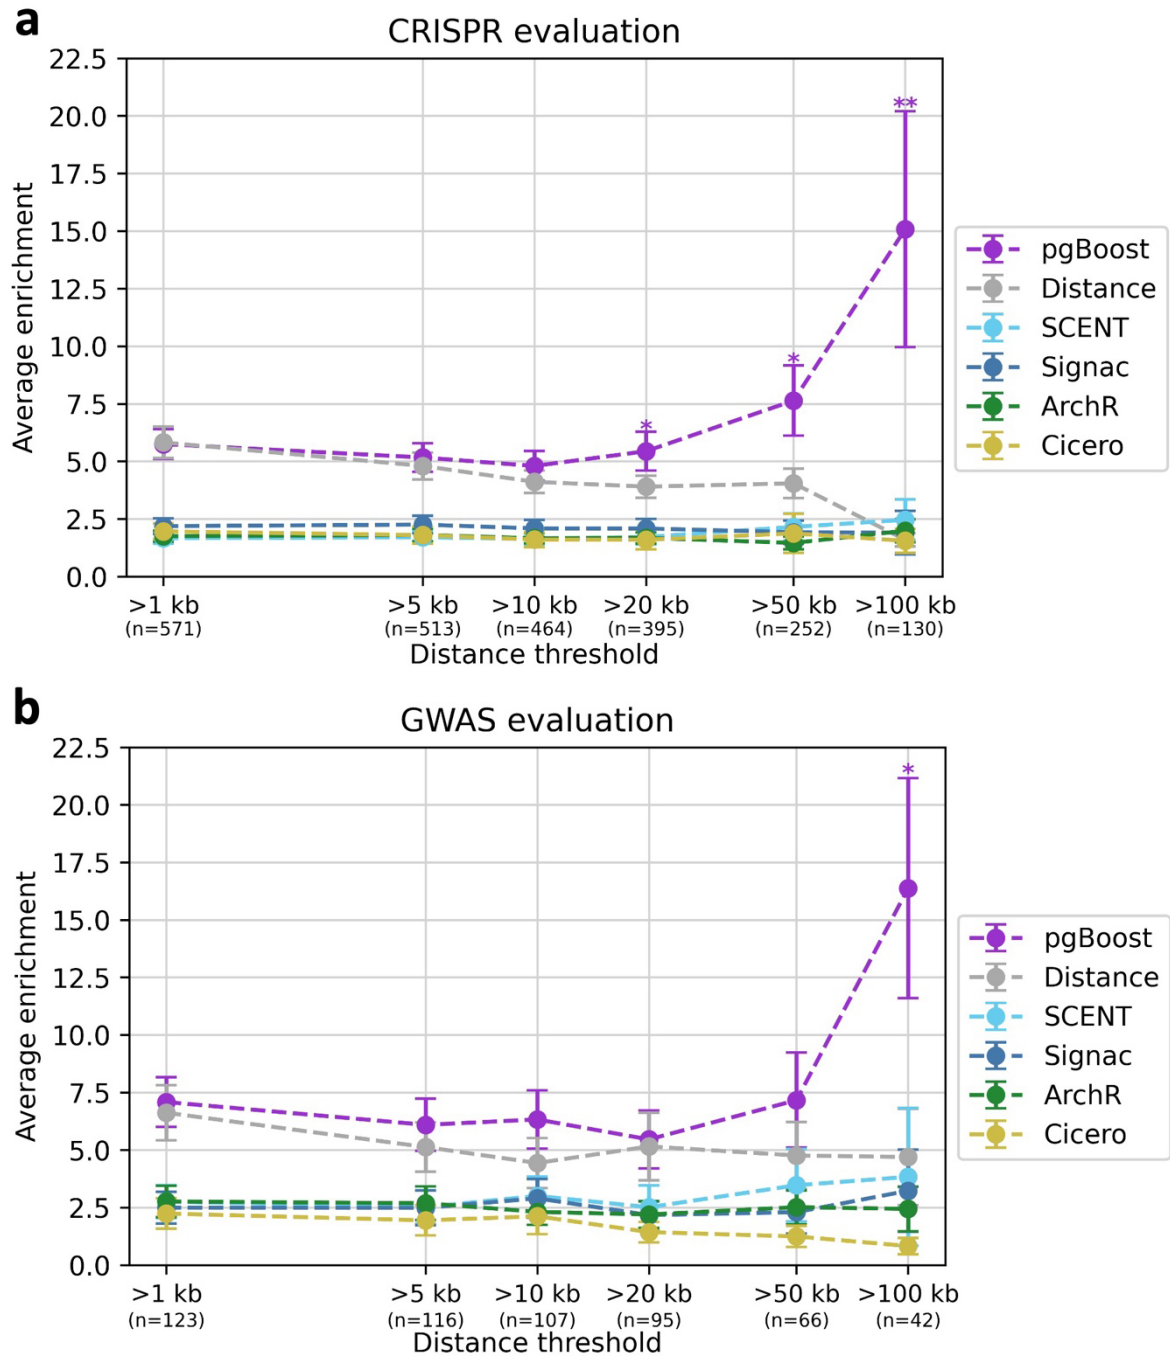 a
CRISPR evaluation
22.5
20.0
17.5
15.0
12.5
10.0
7.5
5.0
2.5
0.0
Average enrichment
**
*
*
>1 kb >5 kb >10 kb >20 kb >50 kb >100 kb
(n=571) (n=513) (n=464) (n=395) (n=252) (n=130)
Distance threshold
pgBoost
Distance
SCENT
Signac
ArchR
Cicero
b
GWAS evaluation
22.5
20.0
17.5
15.0
12.5
10.0
7.5
5.0
2.5
0.0
Average enrichment
*
>1 kb >5 kb >10 kb >20 kb >50 kb >100 kb
(n=123) (n=116) (n=107) (n=95) (n=66) (n=42)
Distance threshold
pgBoost
Distance
SCENT
Signac
ArchR
Cicero